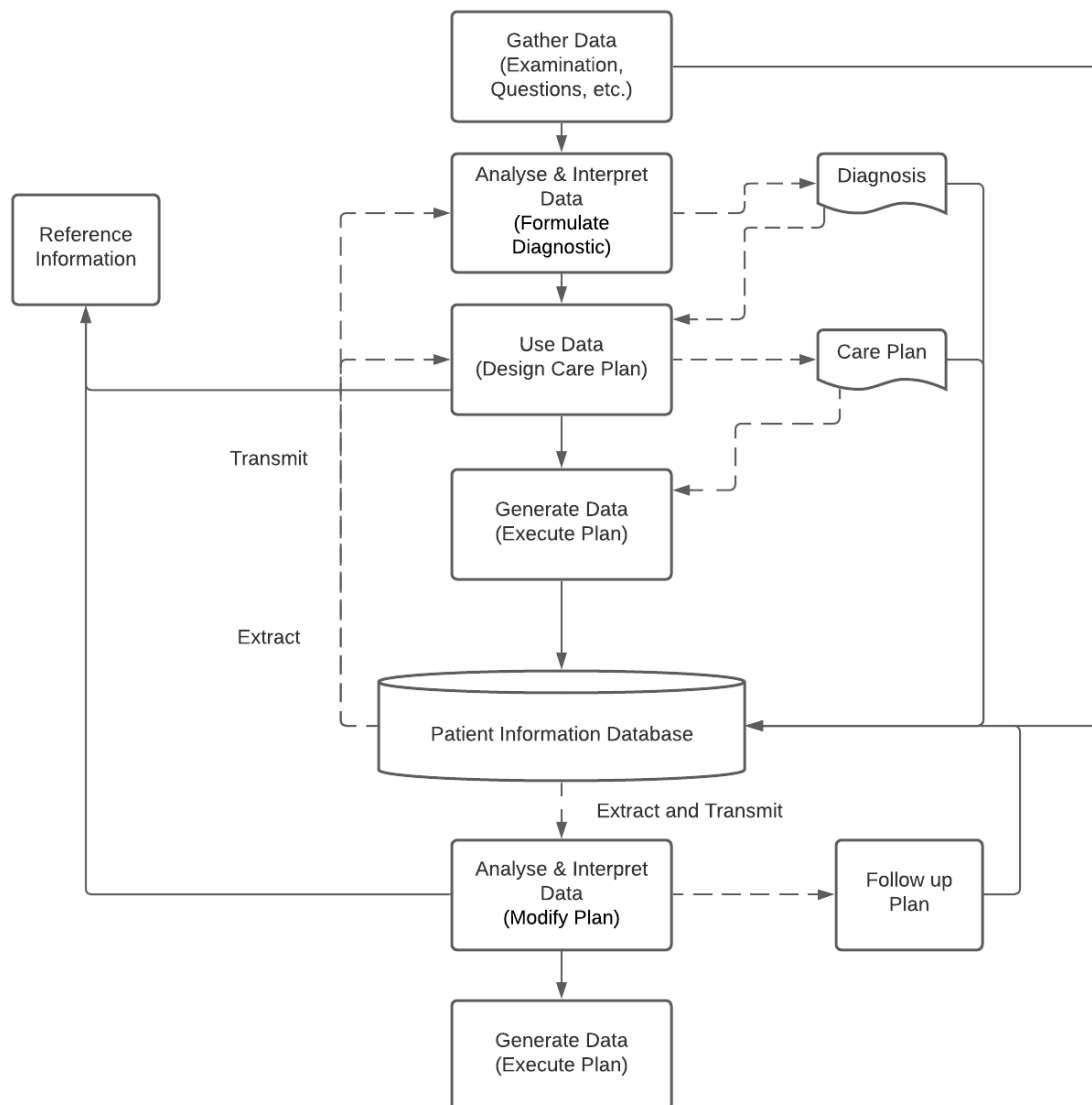 Gather Data
(Examination,
Questions, etc.)
Analyse & Interpret
Data
(Formulate
Diagnostic)
Diagnosis
Reference
Information
Use Data
(Design Care Plan)
Care Plan
Transmit
Generate Data
(Execute Plan)
Extract
Patient Information Database
Extract and Transmit
Analyse & Interpret
Data
(Modify Plan)
Follow up
Plan
Generate Data
(Execute Plan)